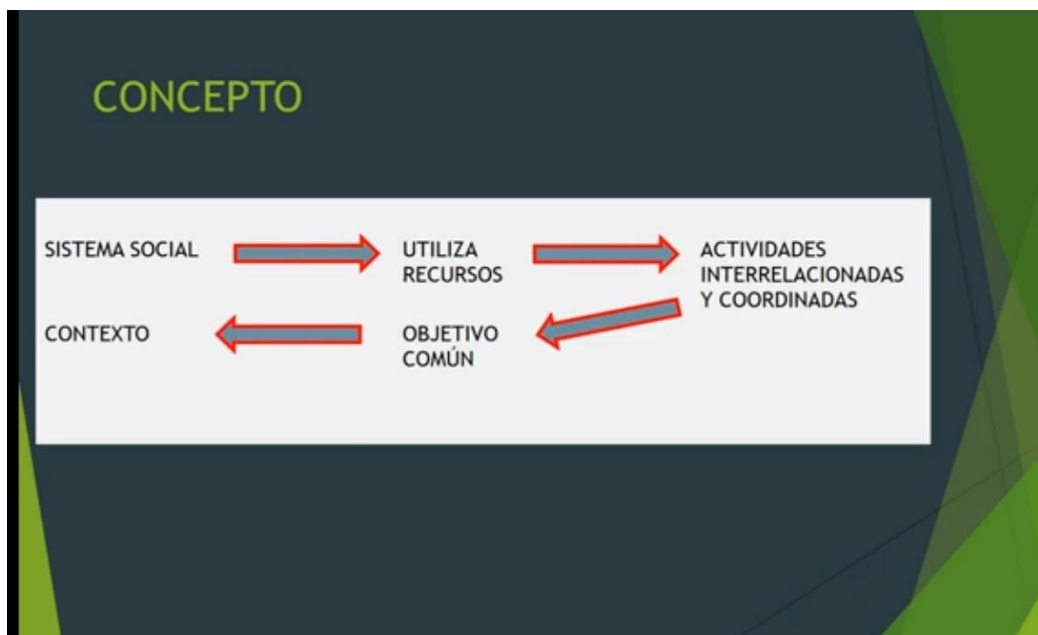 CONCEPTO
SISTEMA SOCIAL
UTILIZA
RECURSOS
ACTIVIDADES
INTERRELACIONADAS
Y COORDINADAS
CONTEXTO
OBJETIVO
COMÚN